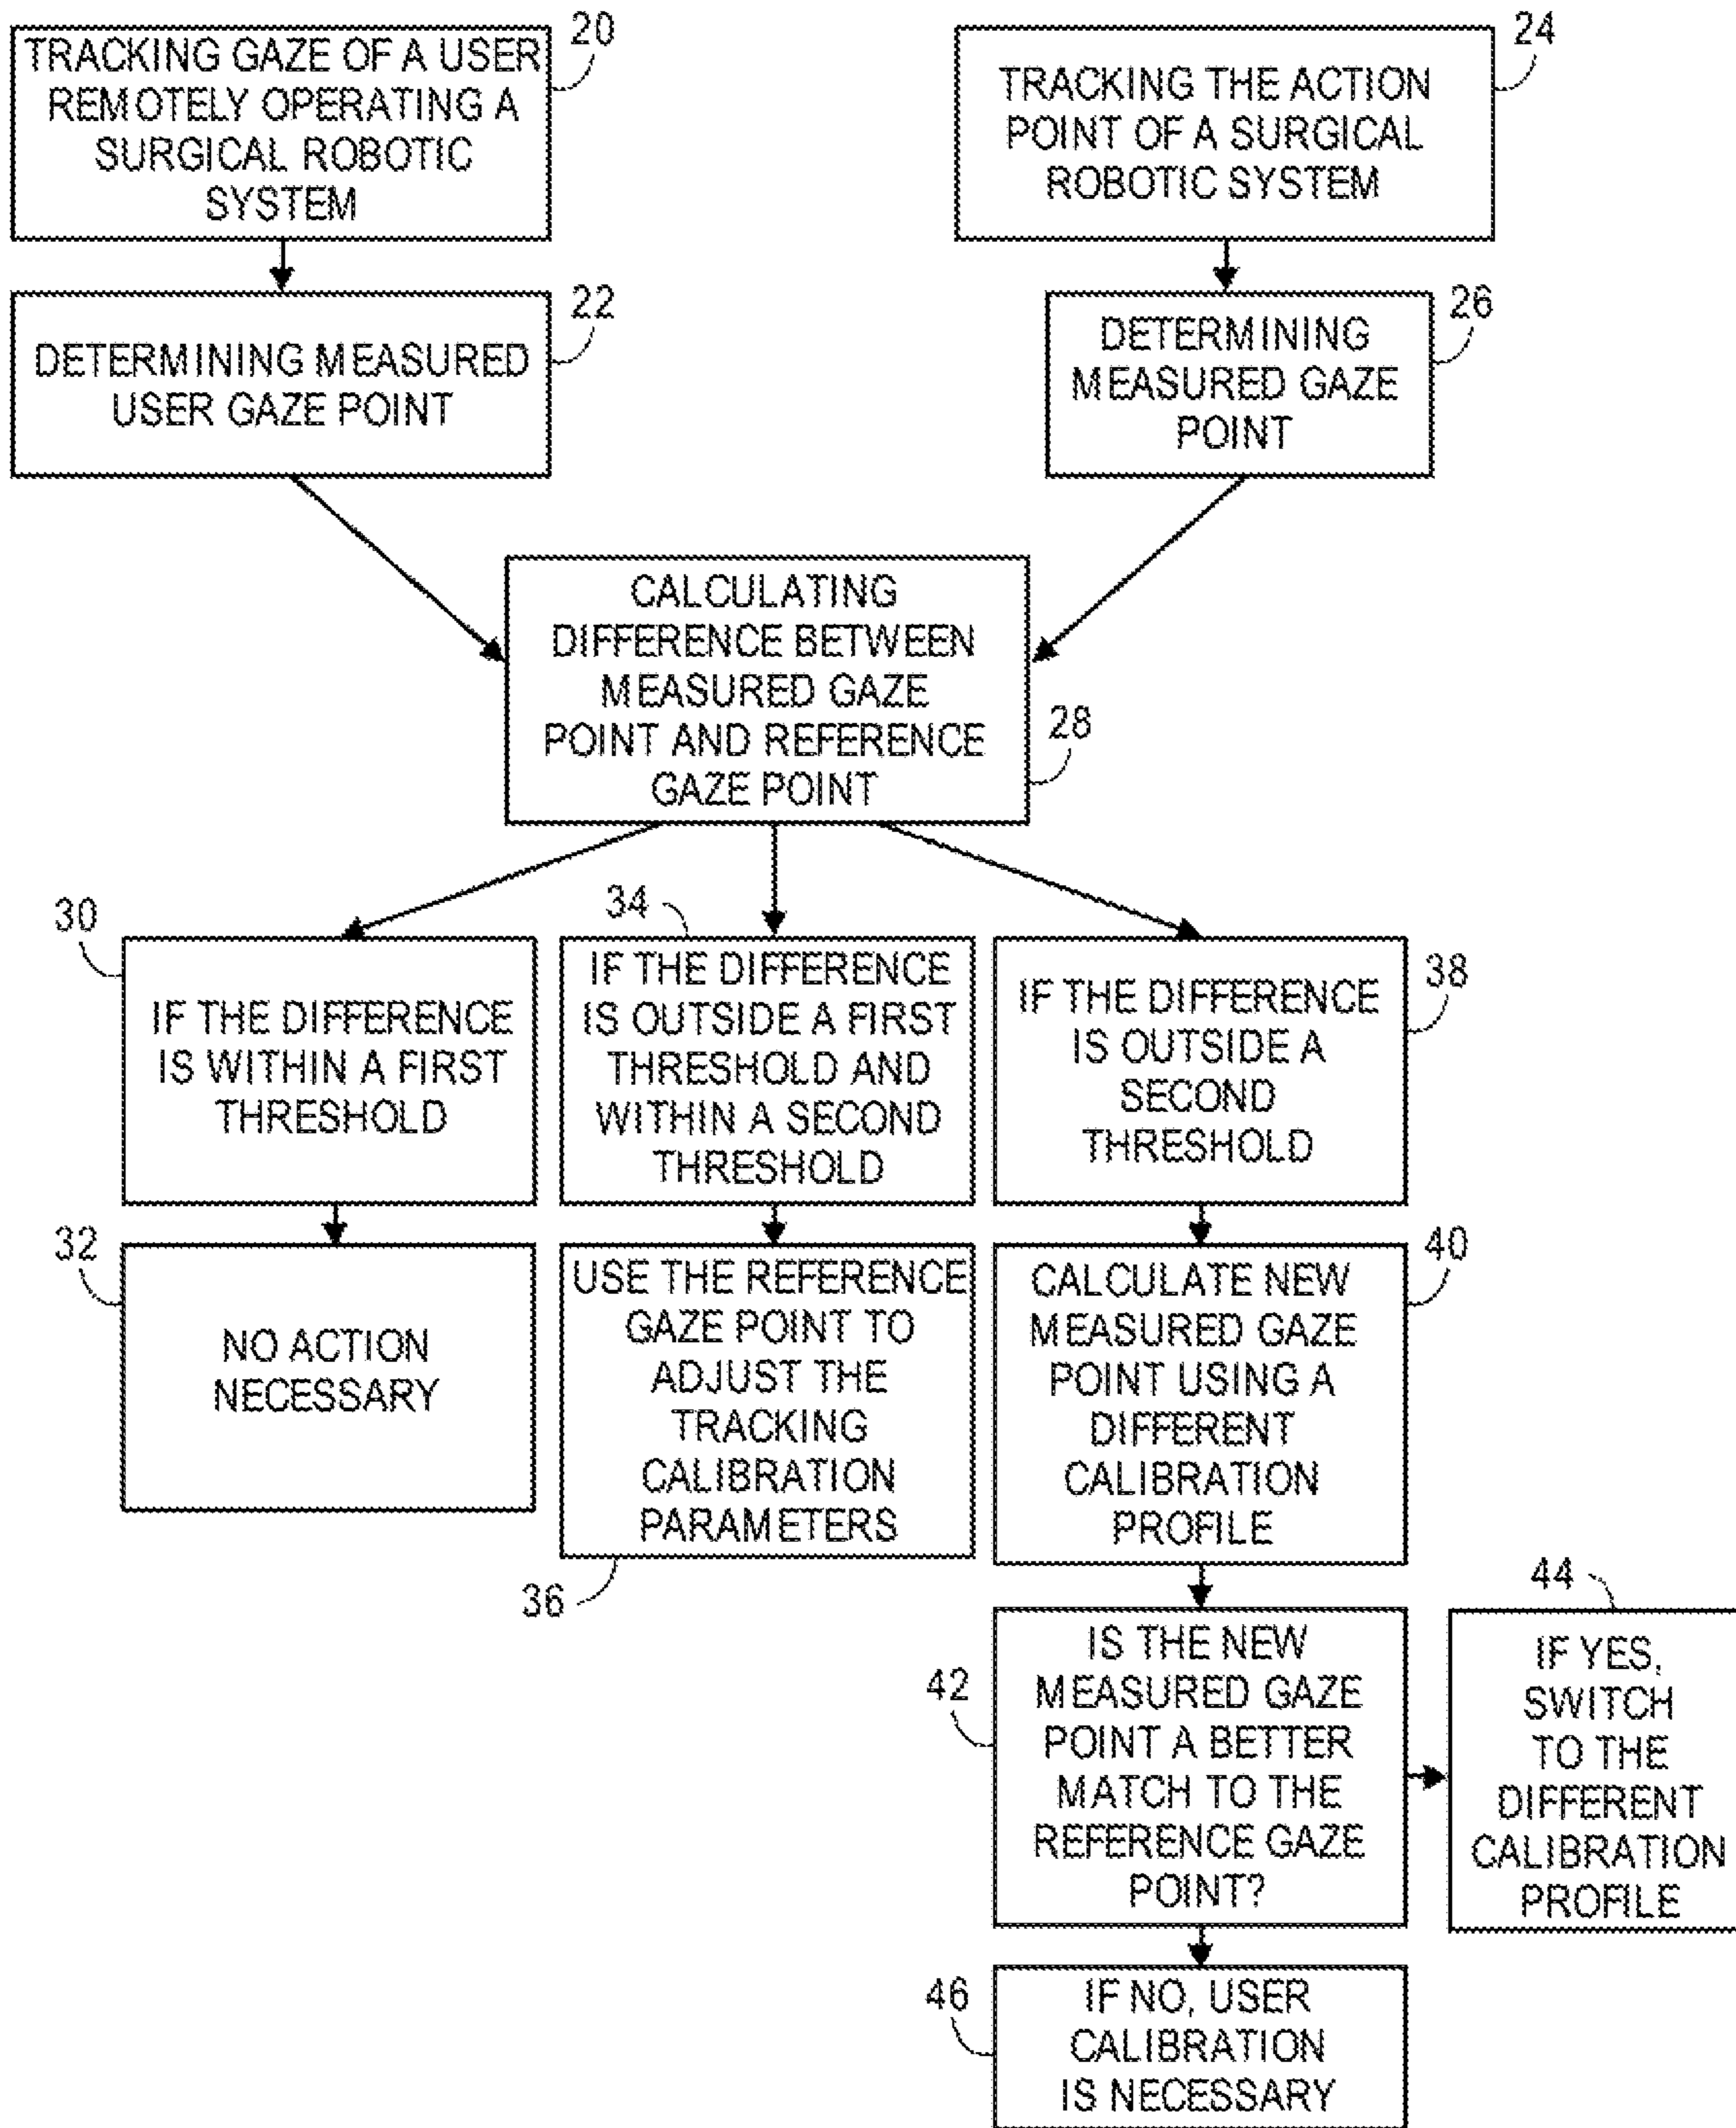 20
TRACKING GAZE OF A USER
REMOTELY OPERATING A
SURGICAL ROBOTIC
SYSTEM
24
TRACKING THE ACTION
POINT OF A SURGICAL
ROBOTIC SYSTEM
22
DETERMINING MEASURED
USER GAZE POINT
26
DETERMINING
MEASURED GAZE
POINT
CALCULATING
DIFFERENCE BETWEEN
MEASURED GAZE
POINT AND REFERENCE
GAZE POINT
28
30
IF THE DIFFERENCE
IS WITHIN A FIRST
THRESHOLD
34
IF THE DIFFERENCE
IS OUTSIDE A FIRST
THRESHOLD AND
WITHIN A SECOND
THRESHOLD
38
IF THE DIFFERENCE
IS OUTSIDE A
SECOND
THRESHOLD
32
NO ACTION
NECESSARY
USE THE REFERENCE
GAZE POINT TO
ADJUST THE
TRACKING
CALIBRATION
PARAMETERS
36
40
CALCULATE NEW
MEASURED GAZE
POINT USING A
DIFFERENT
CALIBRATION
PROFILE
42
IS THE NEW
MEASURED GAZE
POINT A BETTER
MATCH TO THE
REFERENCE GAZE
POINT?
44
IF YES,
SWITCH
TO THE
DIFFERENT
CALIBRATION
PROFILE
46
IF NO, USER
CALIBRATION
IS NECESSARY